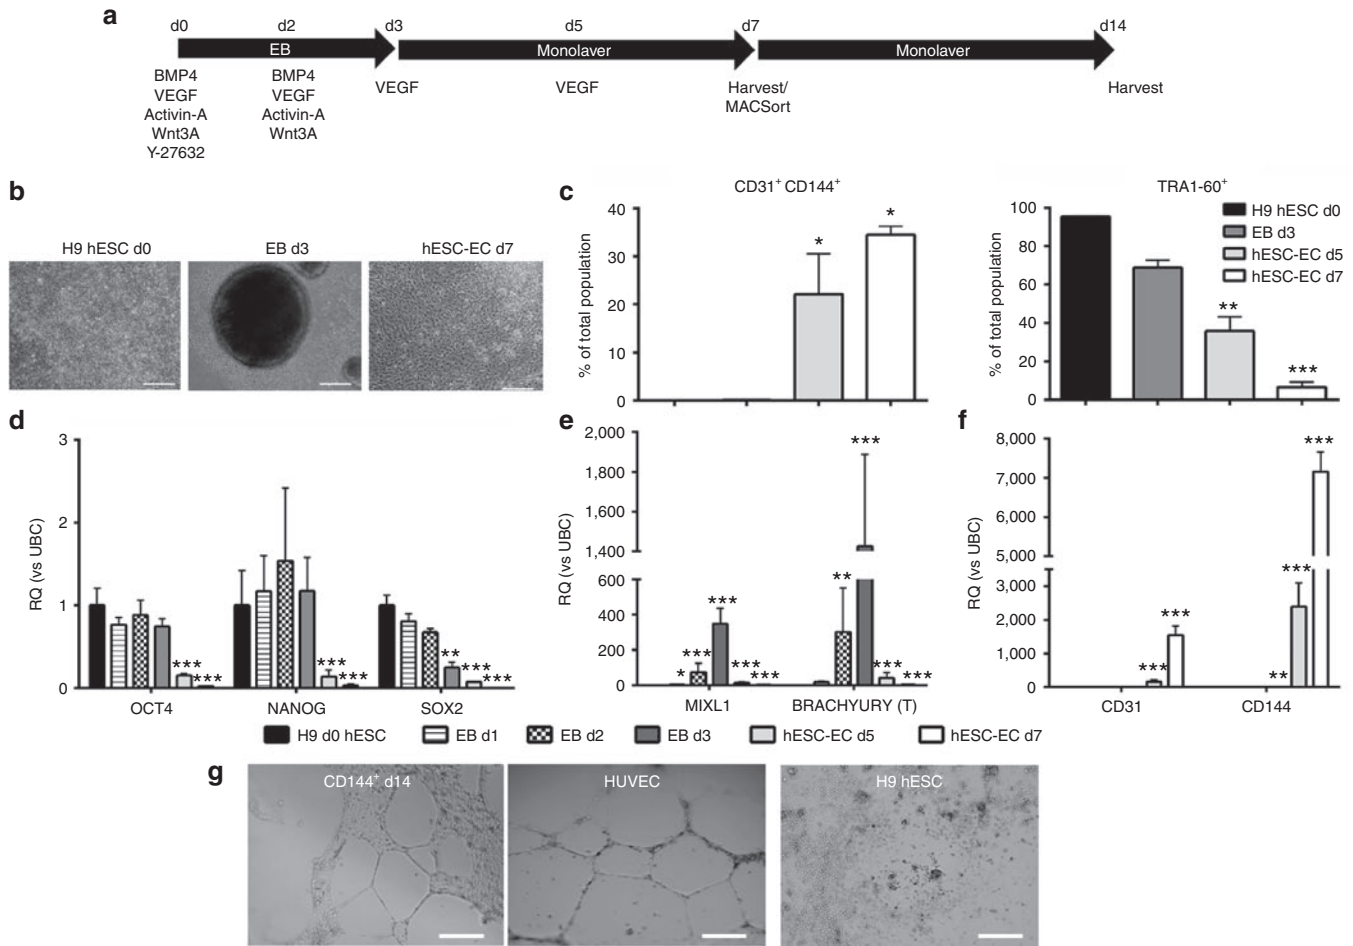 a
d0 d2 d3 d5 d7 d14
EB Monolaver Monolaver
BMP4
VEGF
Activin-A
Wnt3A
Y-27632
BMP4
VEGF
Activin-A
Wnt3A
VEGF
VEGF
Harvest/
MACSort
Harvest
b
H9 hESC d0
EB d3
hESC-EC d7
c
CD31+ CD144+
% of total population
40
30
20
10
0
*
*
TRA1-60+
% of total population
100
80
60
40
20
0
**
***
H9 hESC d0
EB d3
hESC-EC d5
hESC-EC d7
d
RQ (vs UBC)
3
2
1
0
***
***
***
***
**
***
***
OCT4 NANOG SOX2
e
RQ (vs UBC)
2,000
1,800
1,600
1,400
600
400
200
0
*
***
***
***
***
**
***
***
***
MIXL1 BRACHYURY (T)
f
RQ (vs UBC)
8,000
7,000
6,000
5,000
3,000
2,000
1,000
0
***
***
**
***
***
CD31 CD144
H9 d0 hESC EB d1 EB d2 EB d3 hESC-EC d5 hESC-EC d7
g
CD144+ d14
HUVEC
H9 hESC